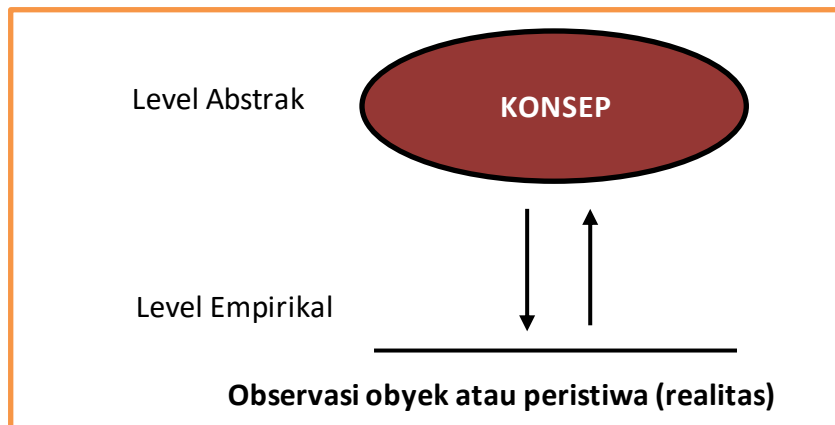 Level Abstrak
KONSEP
Level Empirikal
Observasi obyek atau peristiwa (realitas)